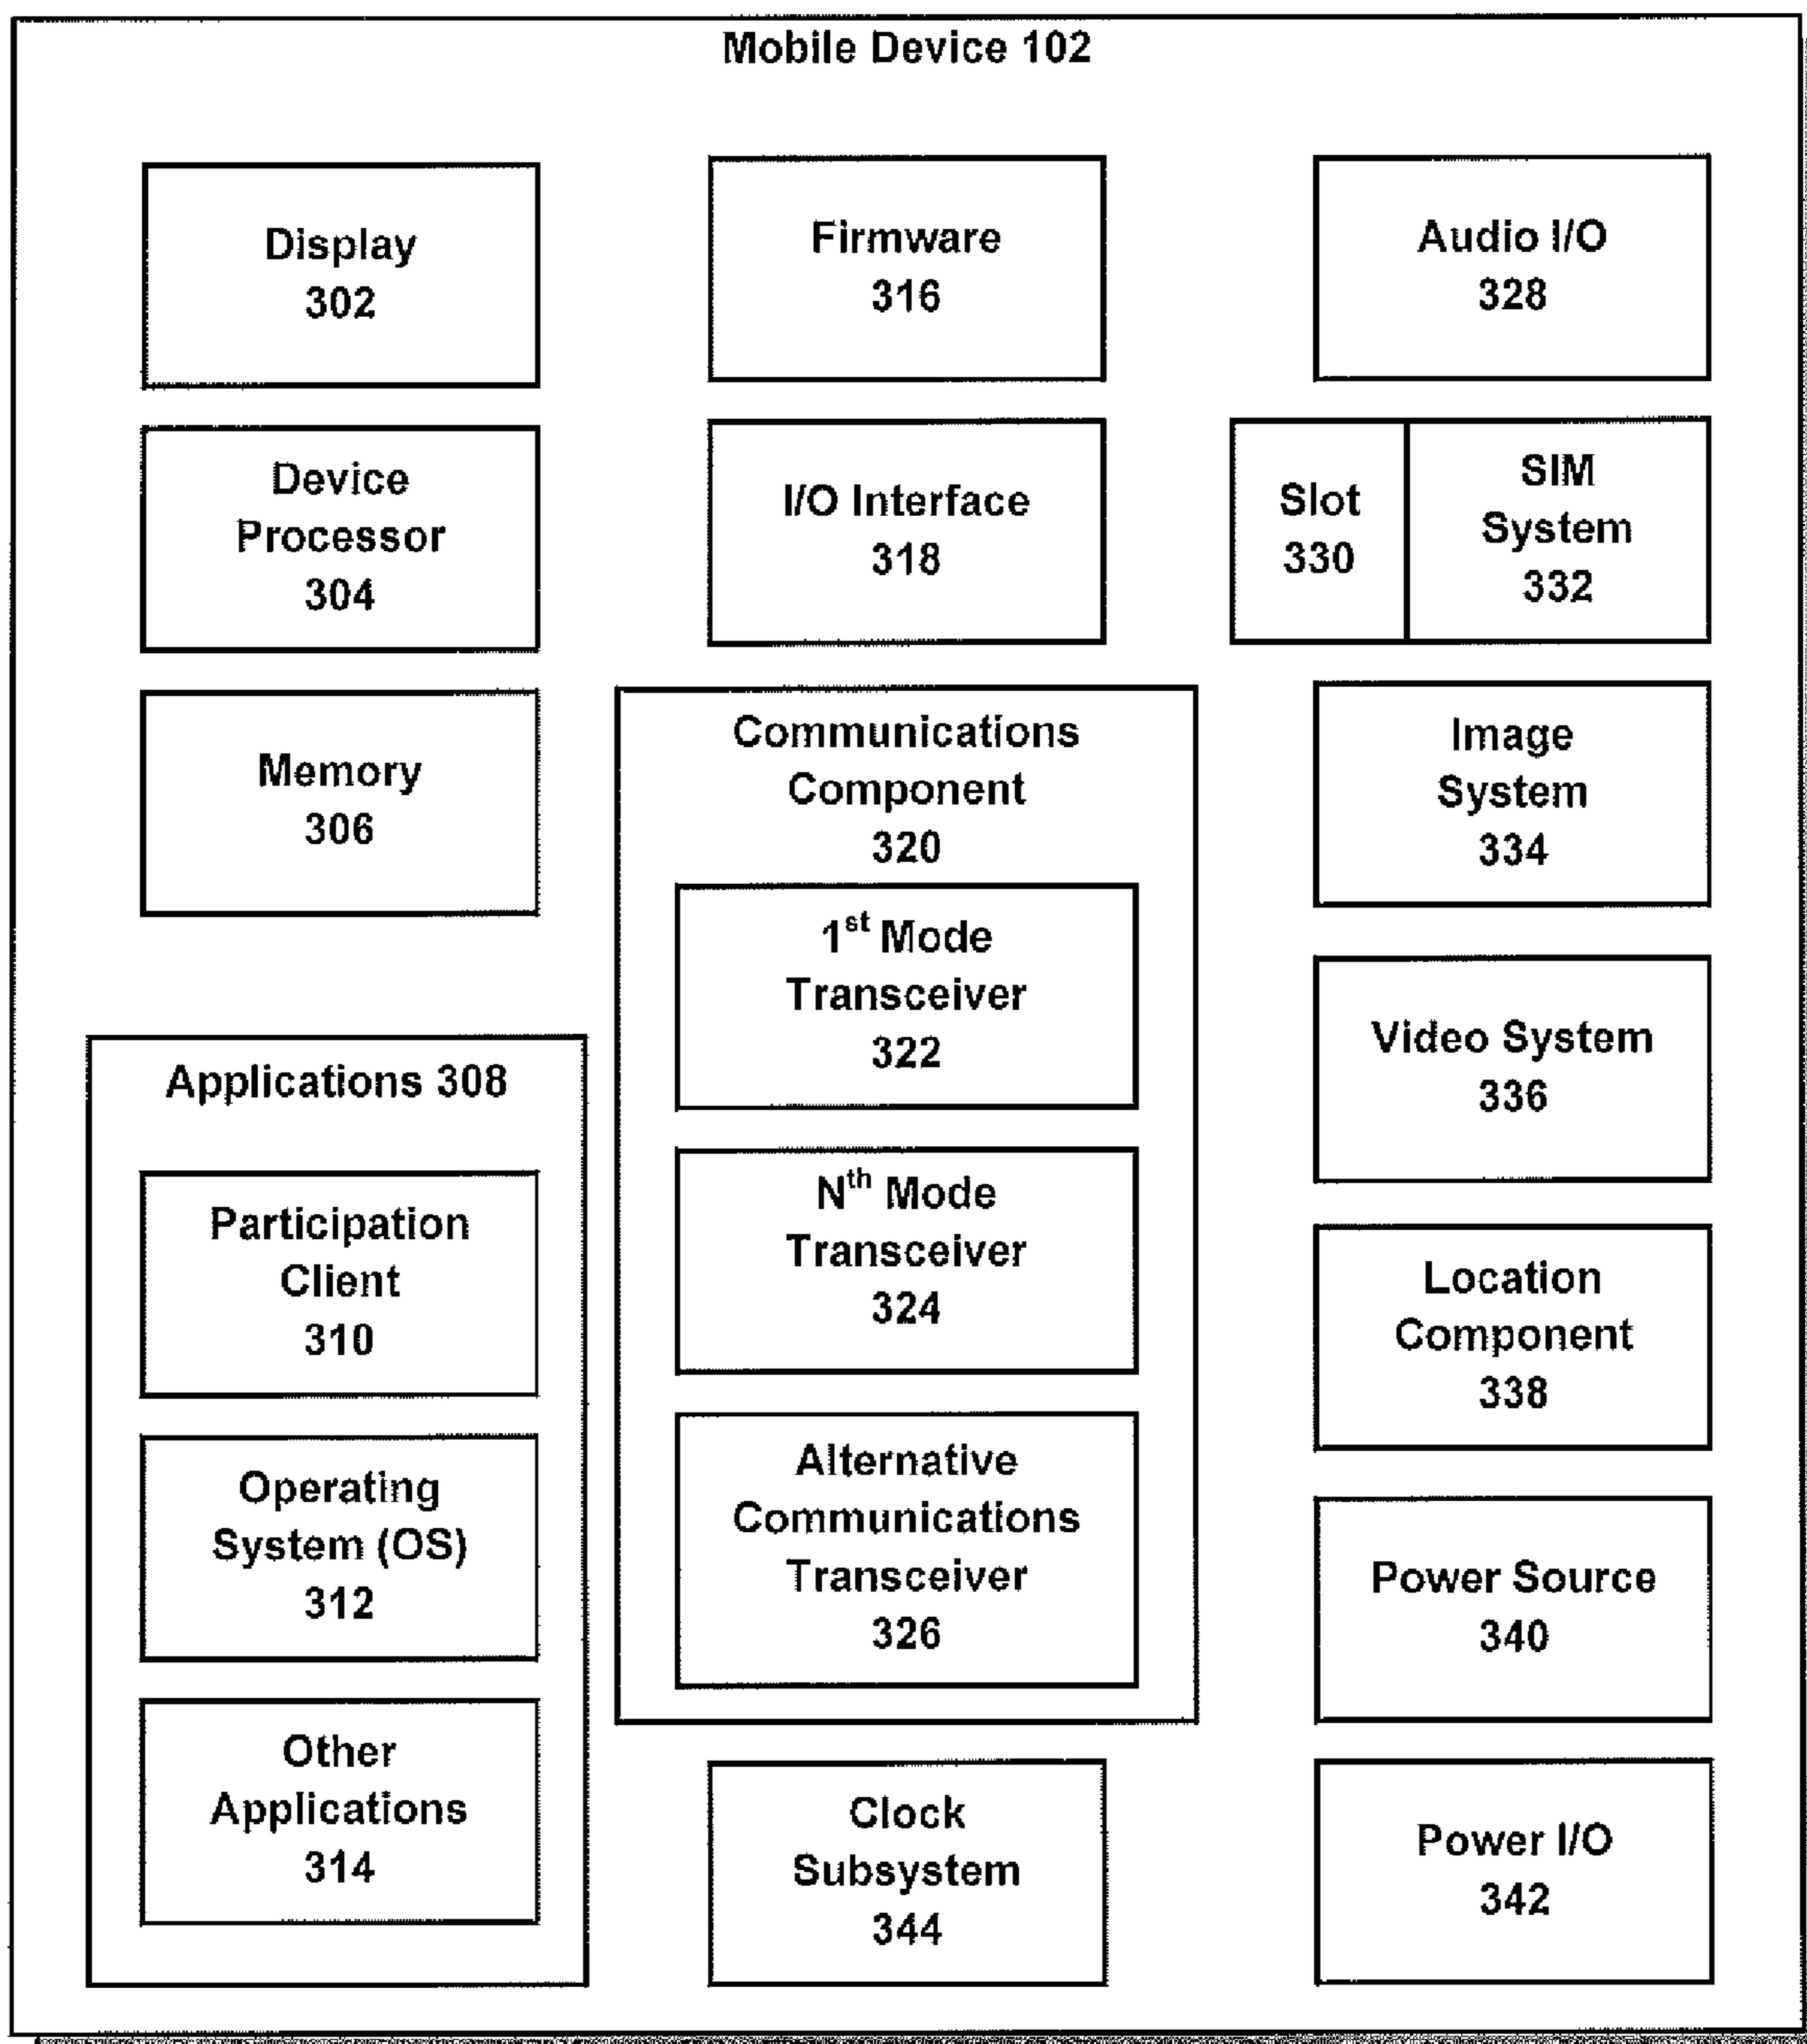 Mobile Device 102
Display
302
Device
Processor
304
Memory
306
Applications 308
Participation
Client
310
Operating
System (OS)
312
Other
Applications
314
Firmware
316
I/O Interface
318
Communications
Component
320
1st Mode
Transceiver
322
Nth Mode
Transceiver
324
Alternative
Communications
Transceiver
326
Clock
Subsystem
344
Audio I/O
328
Slot
330
SIM
System
332
Image
System
334
Video System
336
Location
Component
338
Power Source
340
Power I/O
342